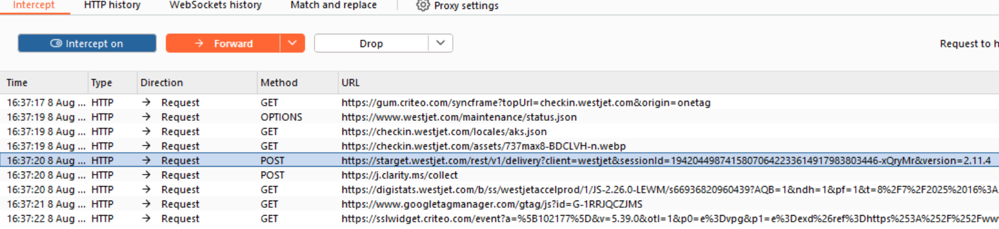 Intercept HTTP history WebSockets history Match and replace Proxy settings
Intercept on Forward Drop Request to h
Time Type Direction Method URL
16:37:17 8 Aug ... HTTP → Request GET https://gum.criteo.com/syncframe?topUrl=checkin.westjet.com&origin=onetag
16:37:19 8 Aug ... HTTP → Request OPTIONS https://www.westjet.com/maintenance/status.json
16:37:19 8 Aug ... HTTP → Request GET https://checkin.westjet.com/locales/aks.json
16:37:19 8 Aug ... HTTP → Request GET https://checkin.westjet.com/assets/737max8-BDCLVH-n.webp
16:37:20 8 Aug ... HTTP → Request POST https://starget.westjet.com/rest/v1/delivery?client=westjet&sessionId=19420449874158070642233614917983803446-xQryMr&version=2.11.4
16:37:20 8 Aug ... HTTP → Request POST https://j.clarity.ms/collect
16:37:20 8 Aug ... HTTP → Request GET https://digistats.westjet.com/b/ss/westjetaccelprod/1/JS-2.26.0-LEWM/s66936820960439?AQB=1&ndh=1&pf=1&t=8%2F7%2F2025%2016%3A
16:37:21 8 Aug ... HTTP → Request GET https://www.googletagmanager.com/gtag/js?id=G-1RRJQCZJMS
16:37:22 8 Aug ... HTTP → Request GET https://sslwidget.criteo.com/event?a=%5B102177%5D&v=5.39.0&otl=1&p0=e%3Dvpg&p1=e%3Dexd%26ref%3Dhttps%253A%252F%252Fww